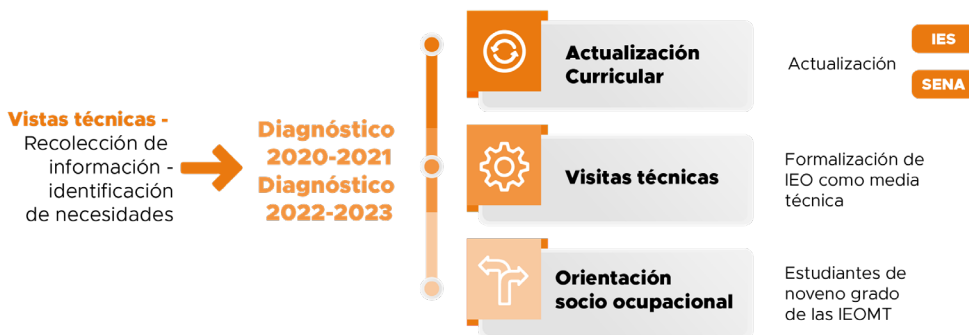 Vistas técnicas -
Recolección de
información -
identificación
de necesidades
Diagnóstico
2020-2021
Diagnóstico
2022-2023
Actualización
Curricular
Actualización
IES
SENA
Visitas técnicas
Formalización de
IEO como media
técnica
Orientación
socio ocupacional
Estudiantes de
noveno grado
de las IEOMT